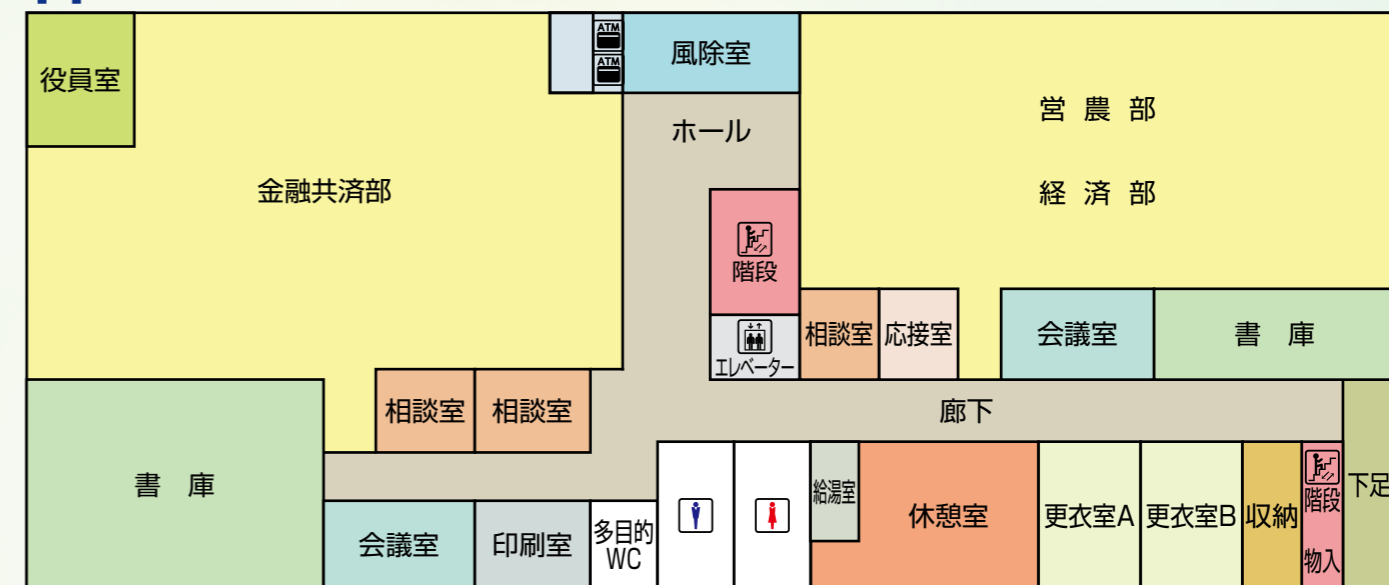 役員室
ATM
ATM
風除室
ホール
営農部
経済部
金融共済部
階段
エレベーター
相談室
応接室
会議室
書庫
相談室
相談室
廊下
書庫
会議室
印刷室
多目的
WC
給湯室
休憩室
更衣室A
更衣室B
収納
階段
物入
下足